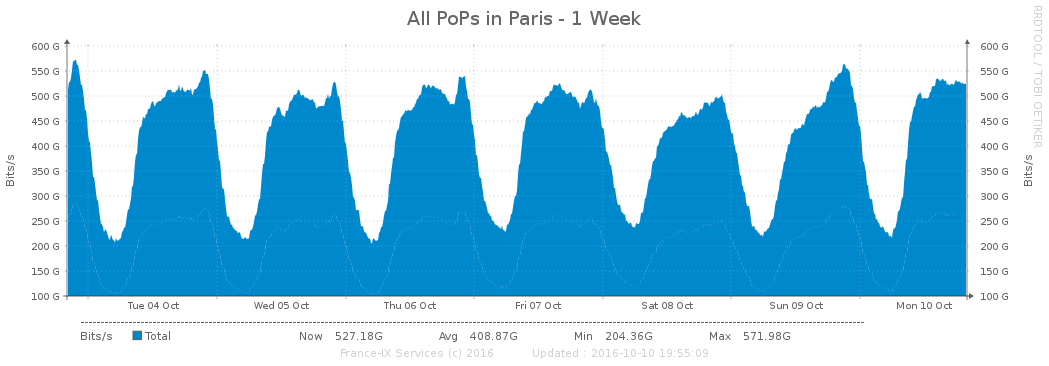 All PoPs in Paris - 1 Week
RRDTOOL / TOBI OETIKER
Bits/s
600 G
550 G
500 G
450 G
400 G
350 G
300 G
250 G
200 G
150 G
100 G
600 G
550 G
500 G
450 G
400 G
350 G
300 G
250 G
200 G
150 G
100 G
Bits/s
Tue 04 Oct Wed 05 Oct Thu 06 Oct Fri 07 Oct Sat 08 Oct Sun 09 Oct Mon 10 Oct
Bits/s Total Now 527.18G Avg 408.87G Min 204.36G Max 571.98G
France-IX Services (c) 2016 Updated : 2016-10-10 19:55:09